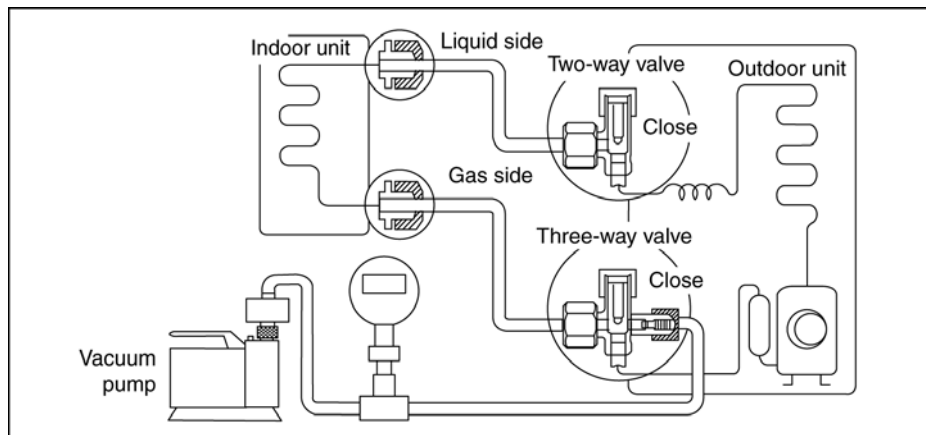 Indoor unit
Liquid side
Two-way valve
Outdoor unit
Close
Gas side
Three-way valve
Close
Vacuum
pump